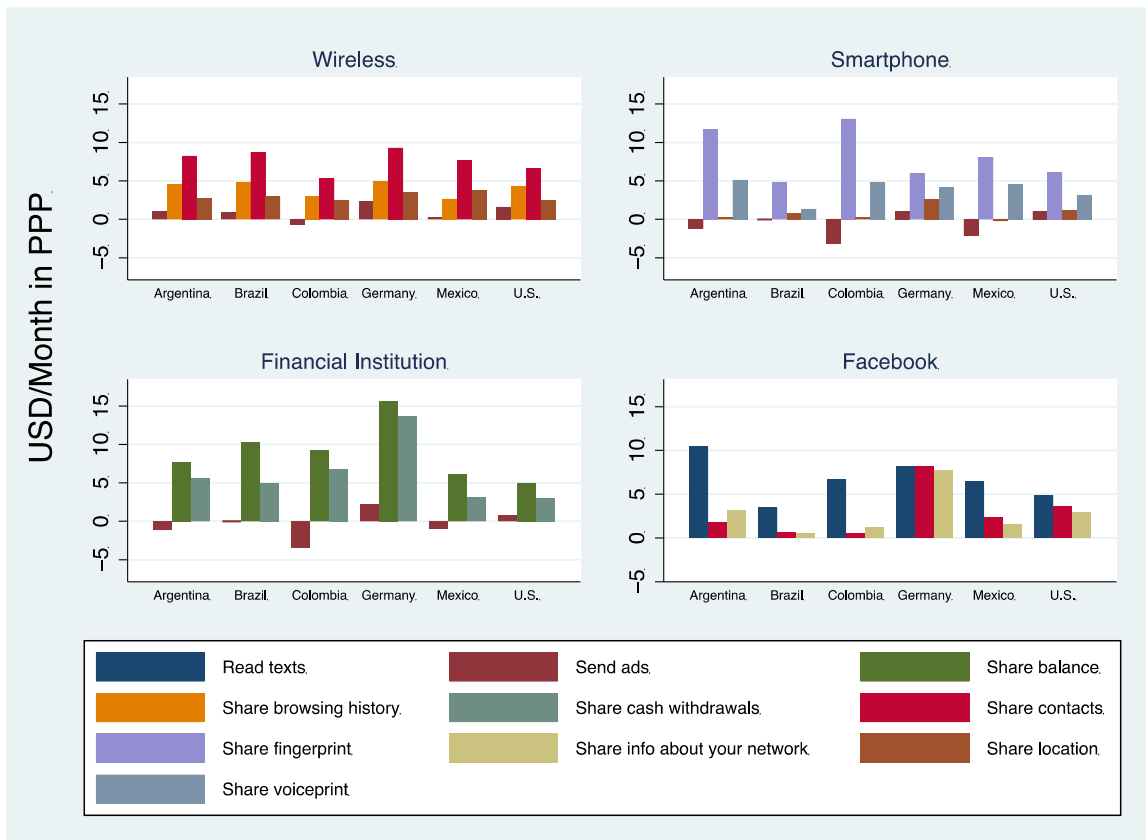 Wireless
Smartphone
USD/Month in PPP
15
10
5
0
−5
15
10
5
0
−5
Argentina Brazil Colombia Germany Mexico U.S.
Argentina Brazil Colombia Germany Mexico U.S.
Financial Institution
Facebook
15
10
5
0
−5
15
10
5
0
−5
Argentina Brazil Colombia Germany Mexico U.S.
Argentina Brazil Colombia Germany Mexico U.S.
Read texts Send ads Share balance
Share browsing history Share cash withdrawals Share contacts
Share fingerprint Share info about your network Share location
Share voiceprint